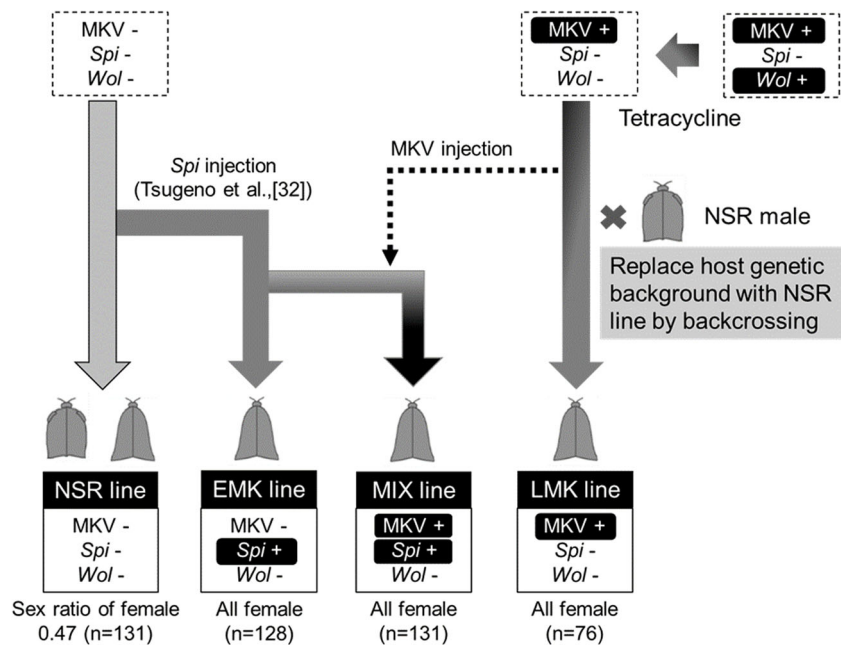 MKV -
Spi -
Wol -
MKV +
Spi -
Wol -
MKV +
Spi -
Wol +
Tetracycline
Spi injection
(Tsugeno et al.,[32])
MKV injection
NSR male
Replace host genetic
background with NSR
line by backcrossing
NSR line
MKV -
Spi -
Wol -
Sex ratio of female
0.47 (n=131)
EMK line
MKV -
Spi +
Wol -
All female
(n=128)
MIX line
MKV +
Spi +
Wol -
All female
(n=131)
LMK line
MKV +
Spi -
Wol -
All female
(n=76)